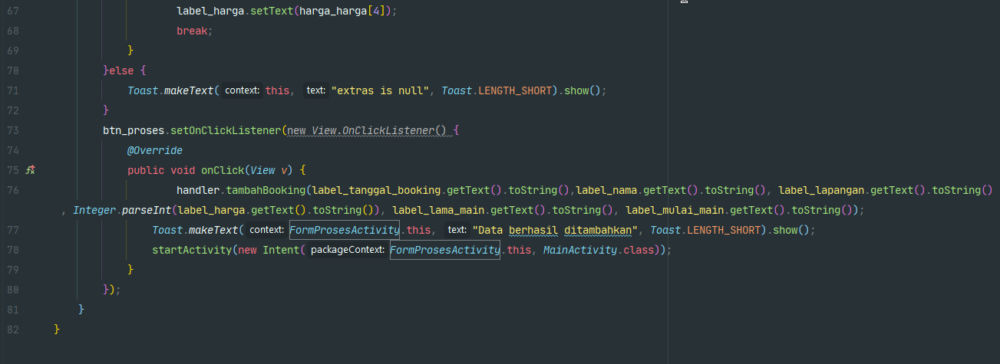 67 label_harga.setText(harga_harga[4]);
68 break;
69 }
70 }else {
71 Toast.makeText( context: this, text: "extras is null", Toast.LENGTH_SHORT).show();
72 }
73 btn_proses.setOnClickListener(new View.OnClickListener() {
74 @Override
75 public void onClick(View v) {
76 handler.tambahBooking(label_tanggal_booking.getText().toString(),label_nama.getText().toString(), label_lapangan.getText().toString()
, Integer.parseInt(label_harga.getText().toString()), label_lama_main.getText().toString(), label_mulai_main.getText().toString());
77 Toast.makeText( context: FormProsesActivity.this, text: "Data berhasil ditambahkan", Toast.LENGTH_SHORT).show();
78 startActivity(new Intent( packageContext: FormProsesActivity.this, MainActivity.class));
79 }
80 });
81 }
82 }